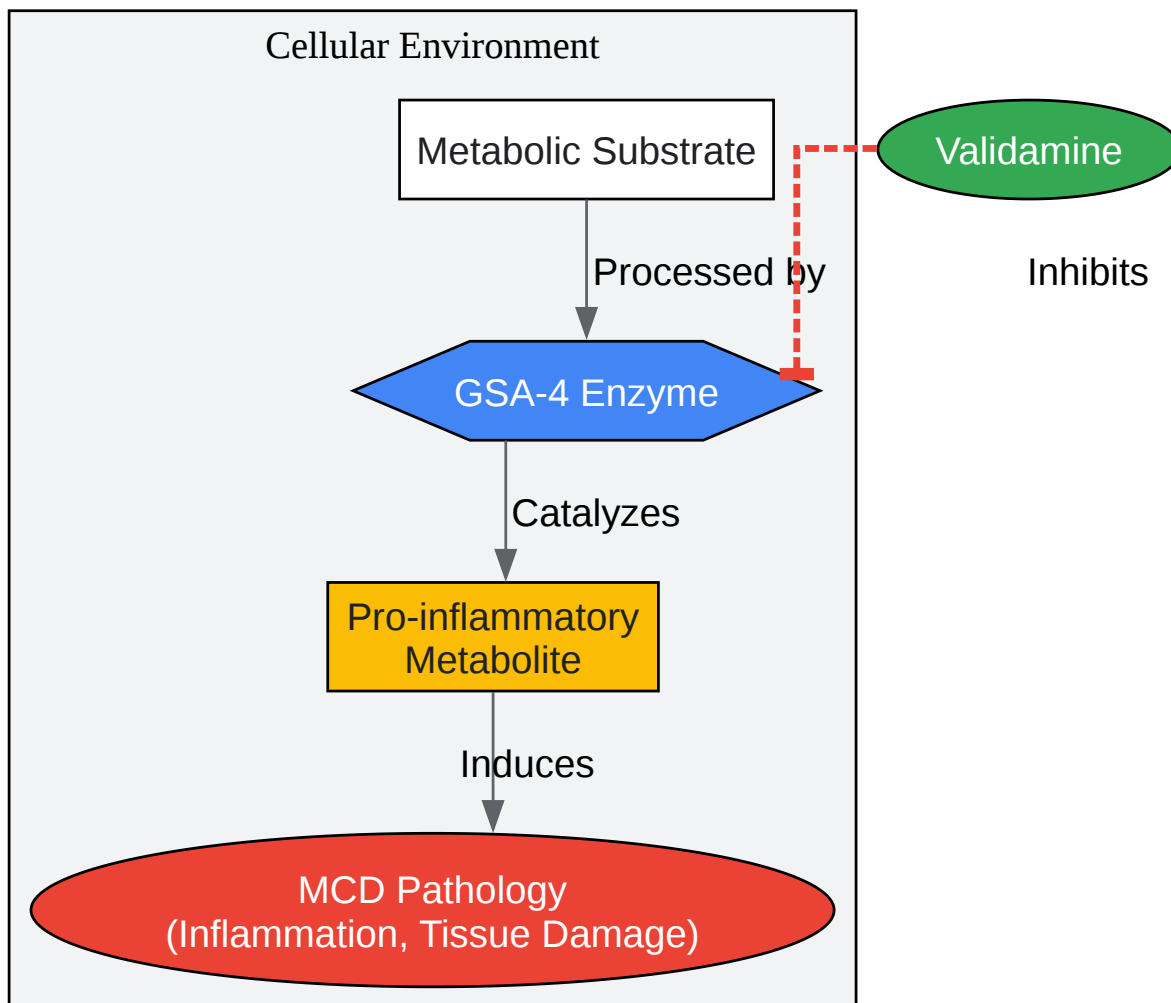 Cellular Environment
Metabolic Substrate
Validamine
Processed by
Inhibits
GSA-4 Enzyme
Catalyzes
Pro-inflammatory
Metabolite
Induces
MCD Pathology
(Inflammation, Tissue Damage)